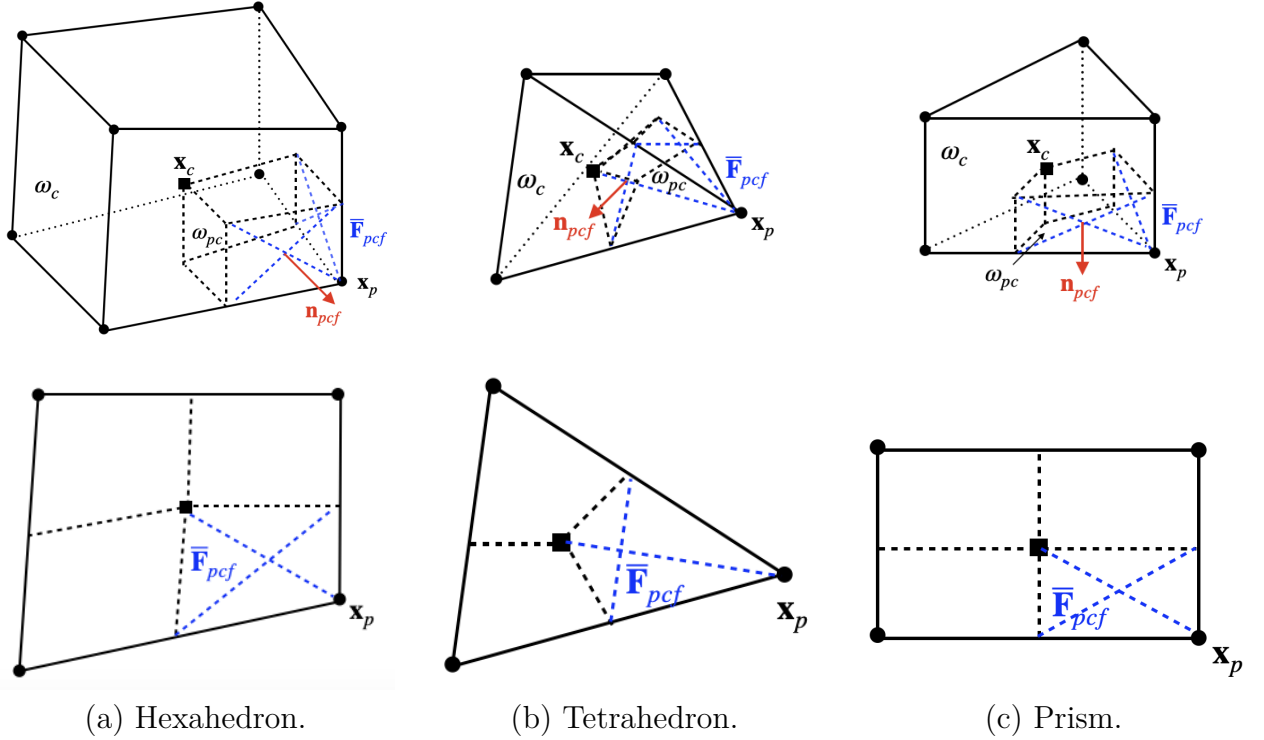 x_c
ω_c
ω_pc
F̅_pcf
x_p
n_pcf
x_c
ω_c
ω_pc
F̅_pcf
n_pcf
x_p
ω_c
x_c
F̅_pcf
x_p
ω_pc
n_pcf
F̅_pcf
x_p
F̅_pcf
x_p
F̅_pcf
x_p
(a) Hexahedron.
(b) Tetrahedron.
(c) Prism.